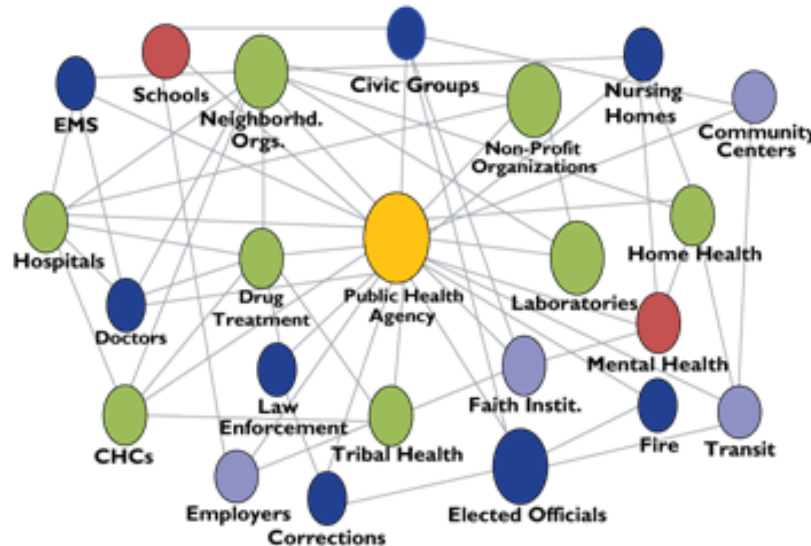 Civic Groups
Schools
EMS
Neighborhd.
Orgs.
Nursing
Homes
Community
Centers
Non-Profit
Organizations
Hospitals
Home Health
Drug
Treatment
Public Health
Agency
Laboratories
Doctors
Mental Health
Law
Enforcement
Faith Instit.
CHCs
Tribal Health
Fire
Transit
Employers
Corrections
Elected Officials